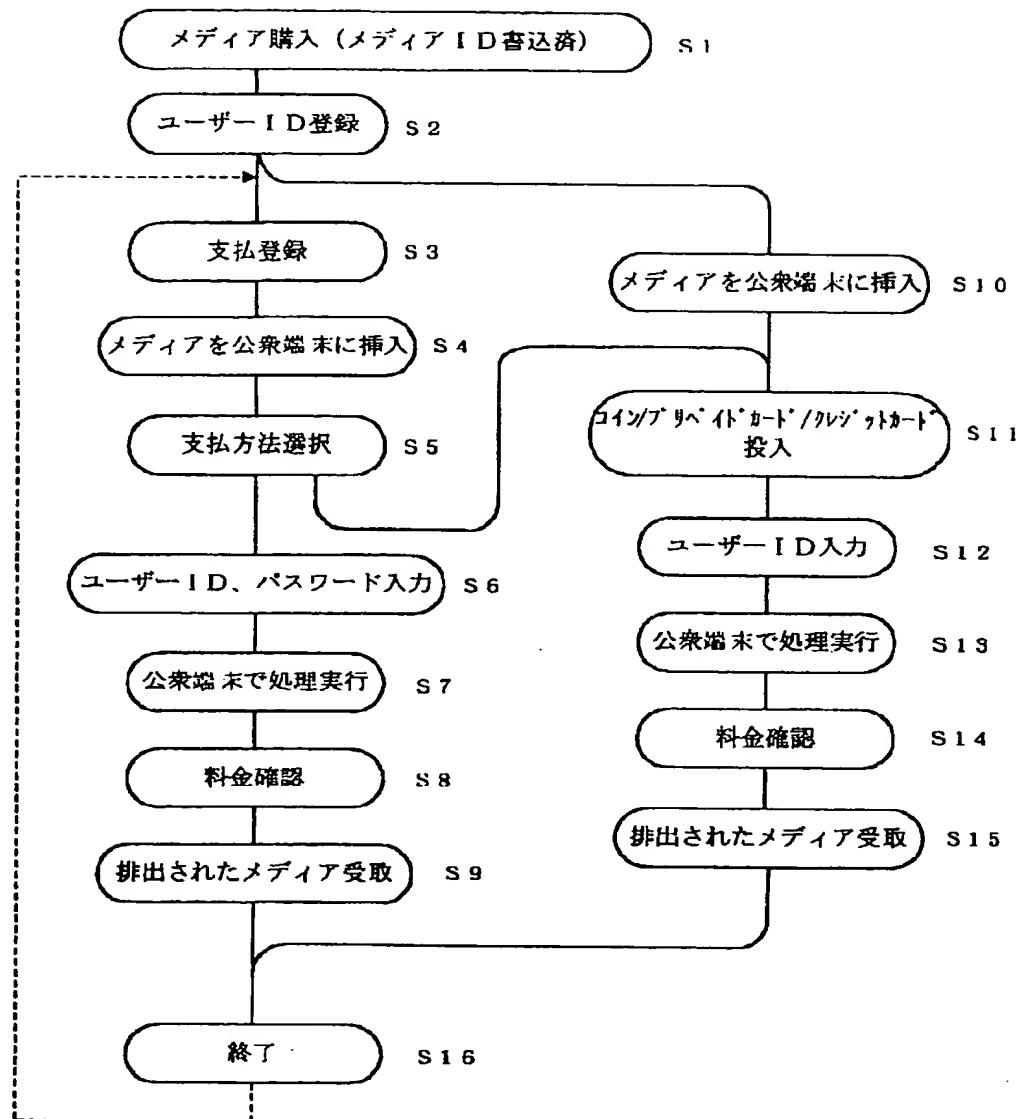 メディア購入（メディアＩＤ書込済） Ｓ１
ユーザーＩＤ登録 Ｓ２
支払登録 Ｓ３
メディアを公衆端末に挿入 Ｓ４
支払方法選択 Ｓ５
ユーザーＩＤ、パスワード入力 Ｓ６
公衆端末で処理実行 Ｓ７
料金確認 Ｓ８
排出されたメディア受取 Ｓ９
メディアを公衆端末に挿入 Ｓ１０
ｺｲﾝ/ﾌﾟﾘﾍﾟｲﾄﾞｶｰﾄﾞ/ｸﾚｼﾞｯﾄｶｰﾄﾞ
投入 Ｓ１１
ユーザーＩＤ入力 Ｓ１２
公衆端末で処理実行 Ｓ１３
料金確認 Ｓ１４
排出されたメディア受取 Ｓ１５
終了 Ｓ１６